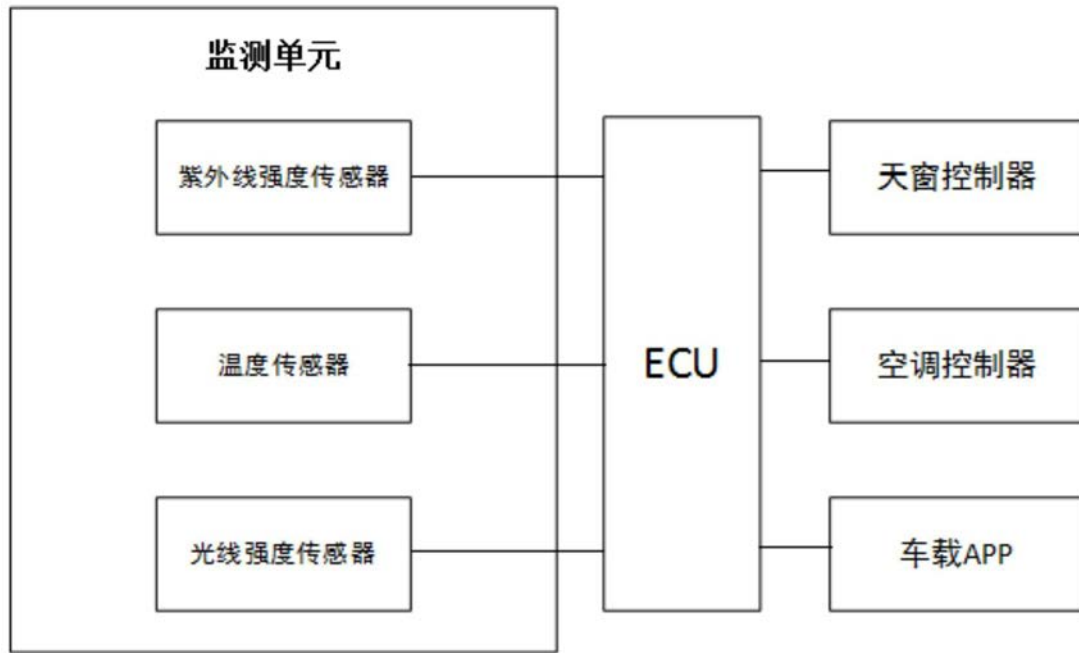 监测单元
紫外线强度传感器
温度传感器
光线强度传感器
ECU
天窗控制器
空调控制器
车载APP